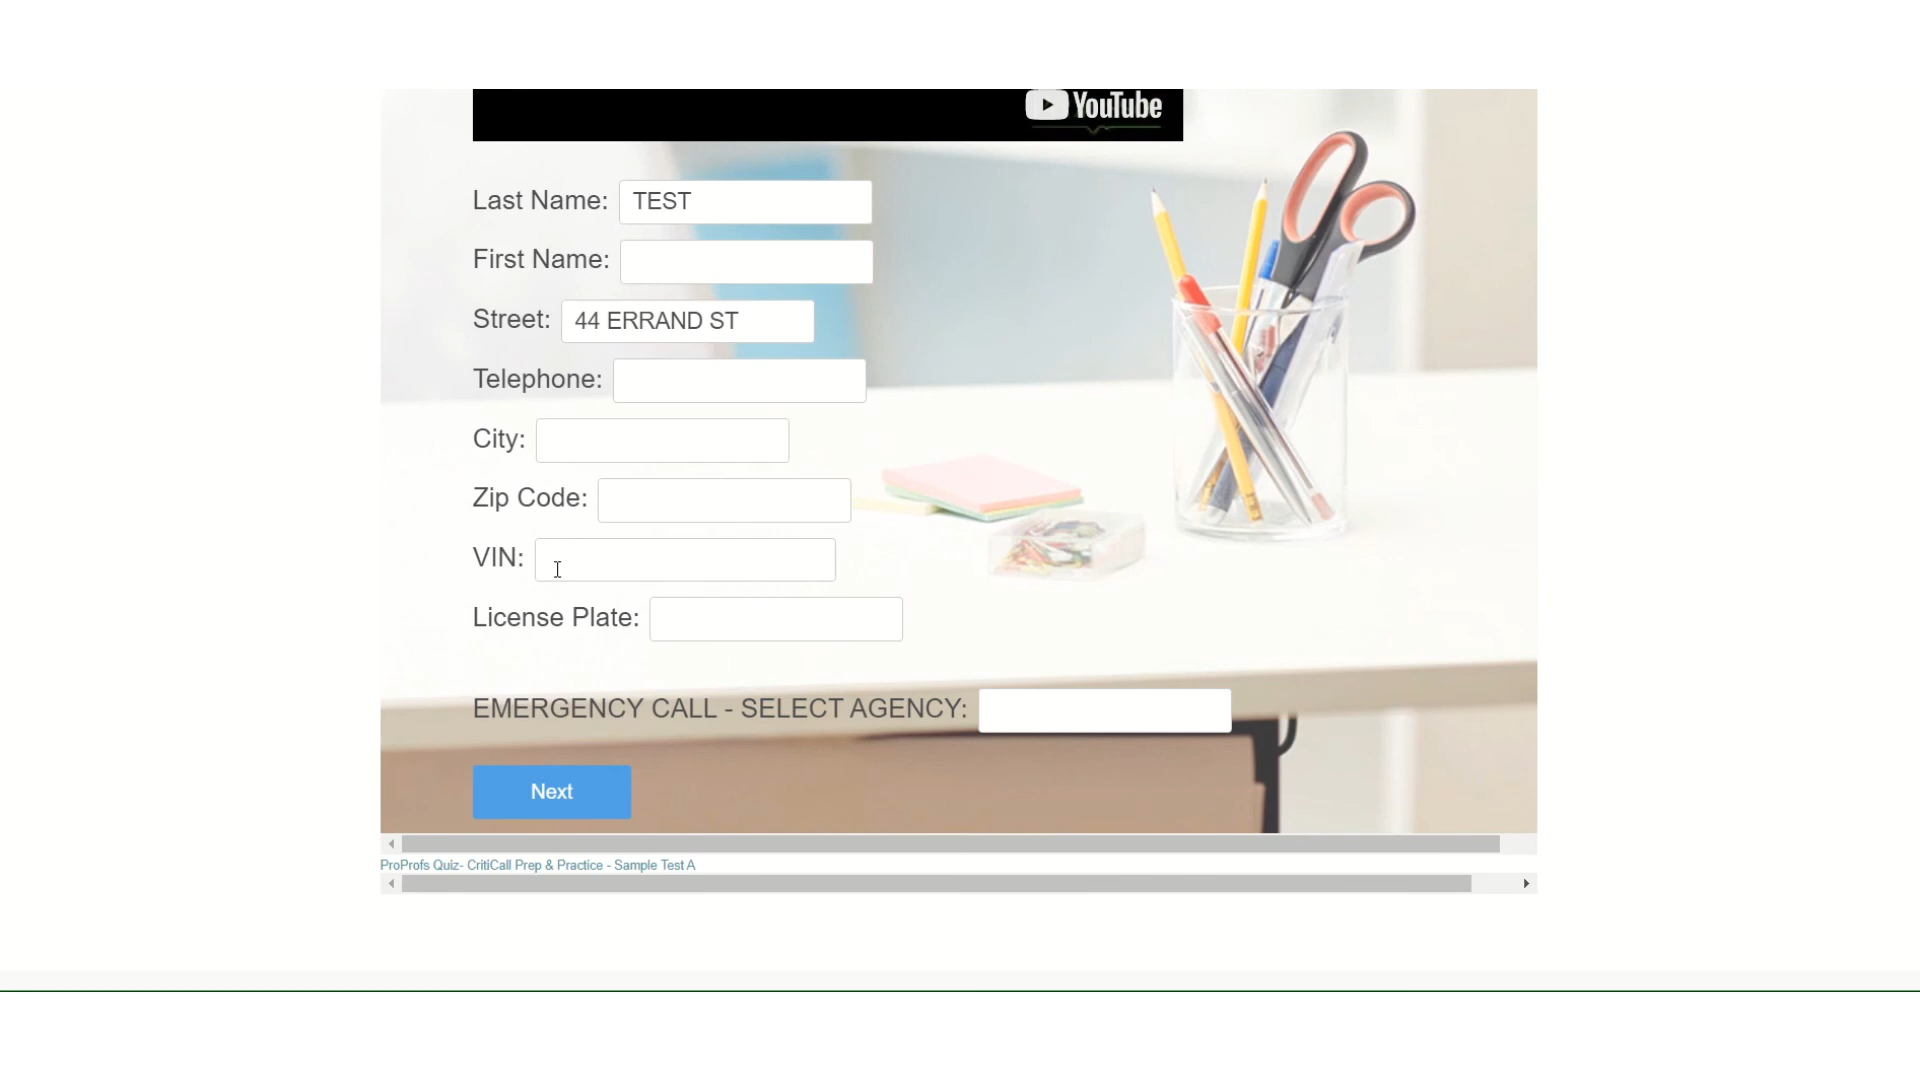 YouTube
Last Name: TEST
First Name:
Street: 44 ERRAND ST
Telephone:
City:
Zip Code:
VIN:
License Plate:
EMERGENCY CALL - SELECT AGENCY:
Next
ProProfs Quiz- CritiCall Prep & Practice - Sample Test A